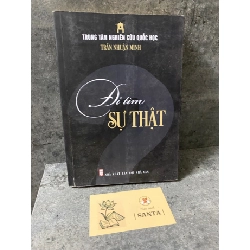 TRUNG TÂM NGHIÊN CỨU QUỐC HỌC
TRẦN NHUẬN MINH
Đi tìm
SỰ THẬT
SANTA